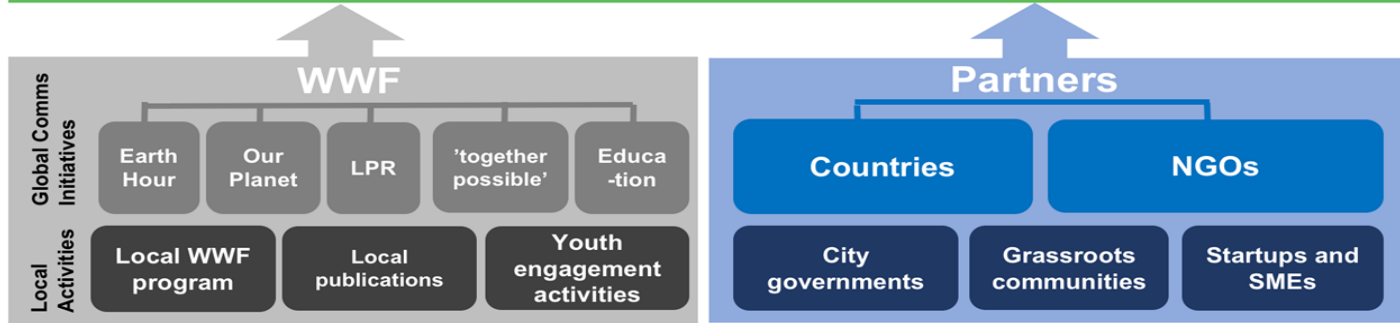 WWF
Partners
Global Comms
Initiatives
Earth
Hour
Our
Planet
LPR
’together
possible’
Educa
-tion
Countries
NGOs
Local
Activities
Local WWF
program
Local
publications
Youth
engagement
activities
City
governments
Grassroots
communities
Startups and
SMEs